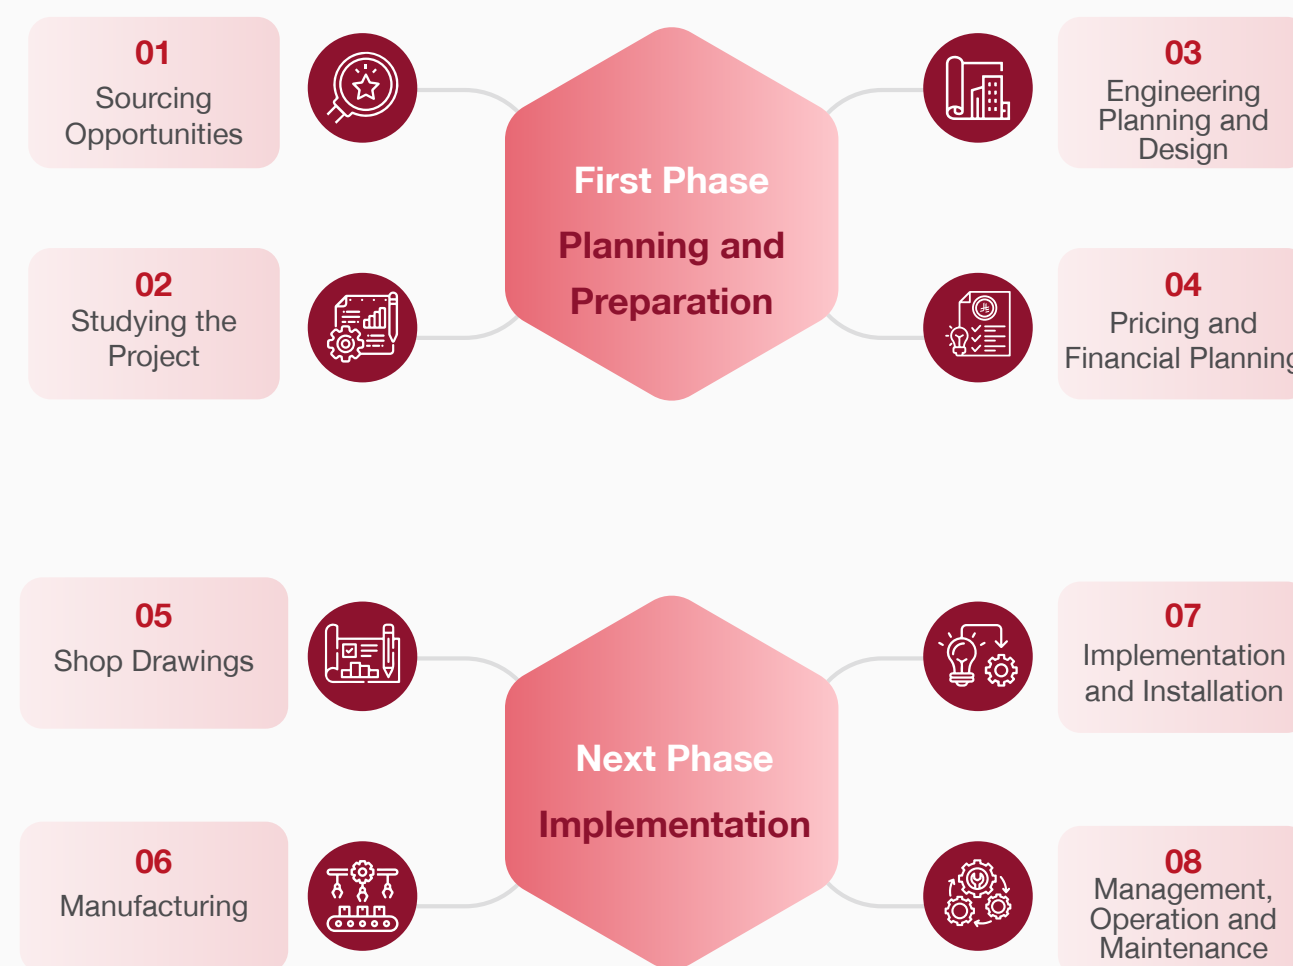 01
Sourcing
Opportunities
02
Studying the
Project
First Phase
Planning and
Preparation
03
Engineering
Planning and
Design
04
Pricing and
Financial Planning
05
Shop Drawings
06
Manufacturing
Next Phase
Implementation
07
Implementation
and Installation
08
Management,
Operation and
Maintenance